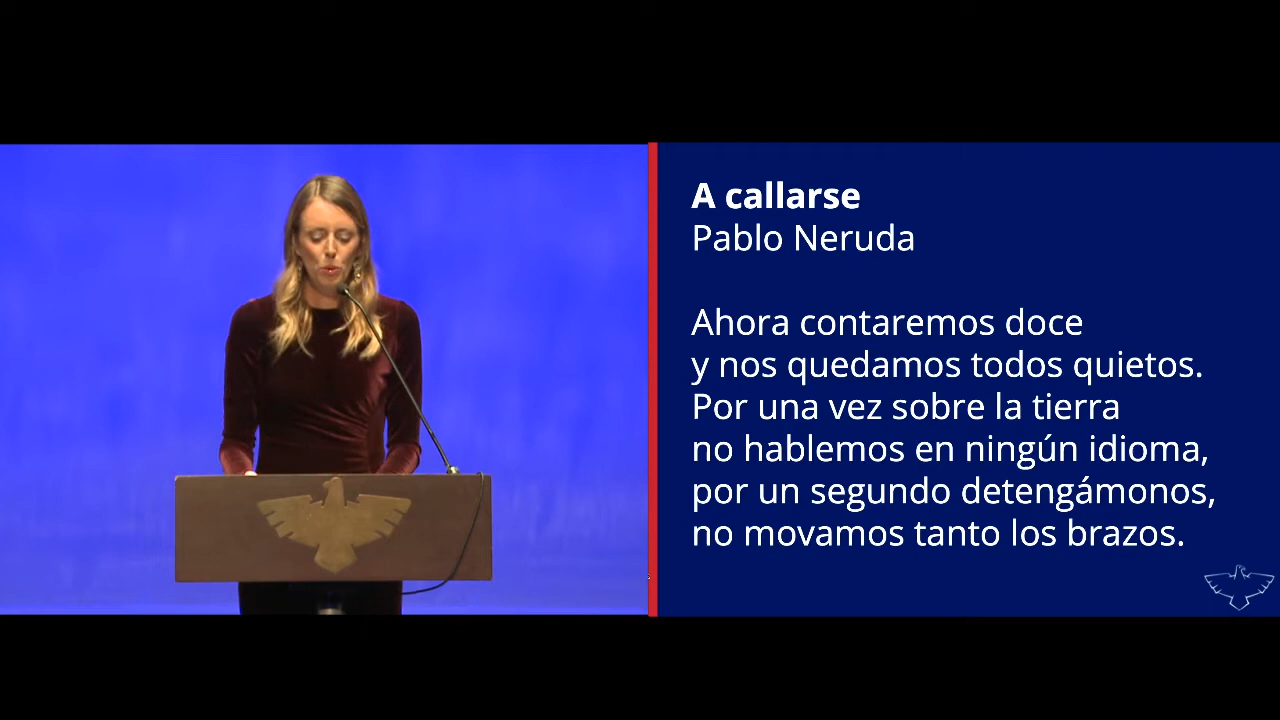 A callarse
Pablo Neruda
Ahora contaremos doce
y nos quedamos todos quietos.
Por una vez sobre la tierra
no hablemos en ningún idioma,
por un segundo detengámonos,
no movamos tanto los brazos.